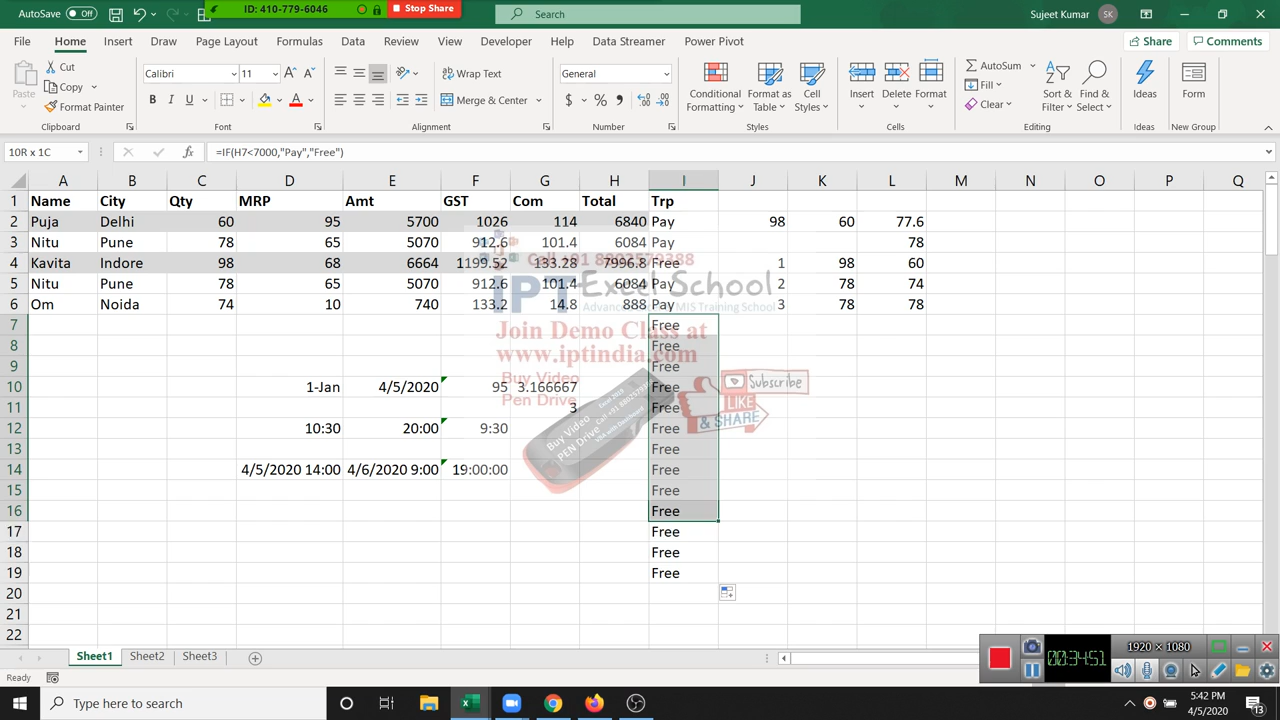 AutoSave Off
ID: 410-779-6046
Stop Share
Search
Sujeet Kumar
SK
File Home Insert Draw Page Layout Formulas Data Review View Developer Help Data Streamer Power Pivot
Share Comments
Paste
Cut
Copy
Format Painter
Calibri 11
B I U
Wrap Text
Merge & Center
General
$ % ,
Conditional Formatting
Format as Table
Cell Styles
Insert
Delete
Format
AutoSum
Fill
Clear
Sort & Filter
Find & Select
Ideas
Form
Clipboard Font Alignment Number Styles Cells Editing Ideas New Group
10R x 1C
fx
=IF(H7<7000,"Pay","Free")
A B C D E F G H I J K L M N O P Q
1 Name City Qty MRP Amt GST Com Total Trp
2 Puja Delhi 60 95 5700 1026 114 6840 Pay 98 60 77.6
3 Nitu Pune 78 65 5070 912.6 101.4 6084 Pay 78
4 Kavita Indore 98 68 6664 1199.52 133.28 7996.8 Free 1 98 60
5 Nitu Pune 78 65 5070 912.6 101.4 6084 Pay 2 78 74
6 Om Noida 74 10 740 133.2 14.8 888 Pay 3 78 78
7 Free
8 Free
9 Free
10 1-Jan 4/5/2020 95 3.166667 Free
11 3 Free
12 10:30 20:00 9:30 Free
13 Free
14 4/5/2020 14:00 4/6/2020 9:00 19:00:00 Free
15 Free
16 Free
17 Free
18 Free
19 Free
20
21
22
iPT Excel School
Join Demo Class at
www.iptindia.com
Buy Video
Pen Drive
Buy Video
PEN Drive
Subscribe
LIKE
& SHARE
Sheet1 Sheet2 Sheet3
Ready
00:34:51
1920 × 1080
Type here to search
5:42 PM
4/5/2020
13